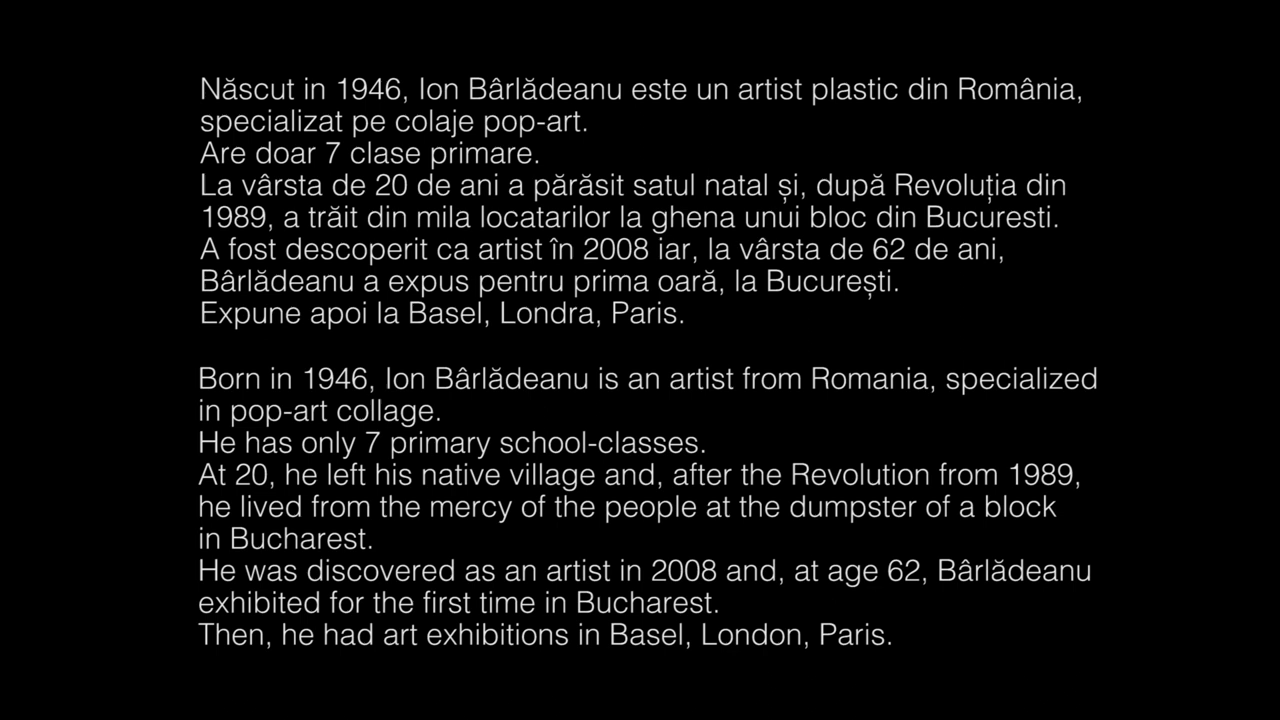 Născut in 1946, Ion Bârlădeanu este un artist plastic din România,
specializat pe colaje pop-art.
Are doar 7 clase primare.
La vârsta de 20 de ani a părăsit satul natal și, după Revoluția din
1989, a trăit din mila locatarilor la ghena unui bloc din Bucuresti.
A fost descoperit ca artist în 2008 iar, la vârsta de 62 de ani,
Bârlădeanu a expus pentru prima oară, la București.
Expune apoi la Basel, Londra, Paris.
Born in 1946, Ion Bârlădeanu is an artist from Romania, specialized
in pop-art collage.
He has only 7 primary school-classes.
At 20, he left his native village and, after the Revolution from 1989,
he lived from the mercy of the people at the dumpster of a block
in Bucharest.
He was discovered as an artist in 2008 and, at age 62, Bârlădeanu
exhibited for the first time in Bucharest.
Then, he had art exhibitions in Basel, London, Paris.